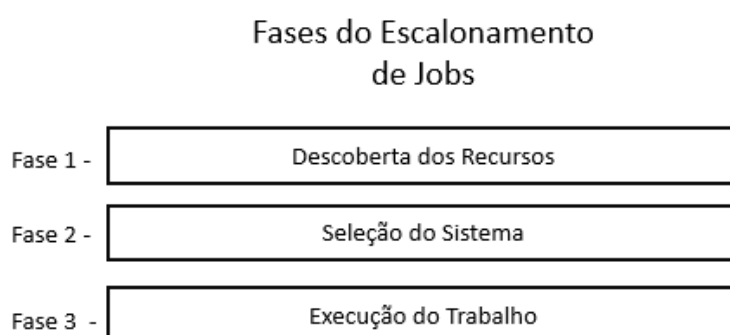 Fases do Escalonamento
de Jobs
Fase 1 - Descoberta dos Recursos
Fase 2 - Seleção do Sistema
Fase 3 - Execução do Trabalho